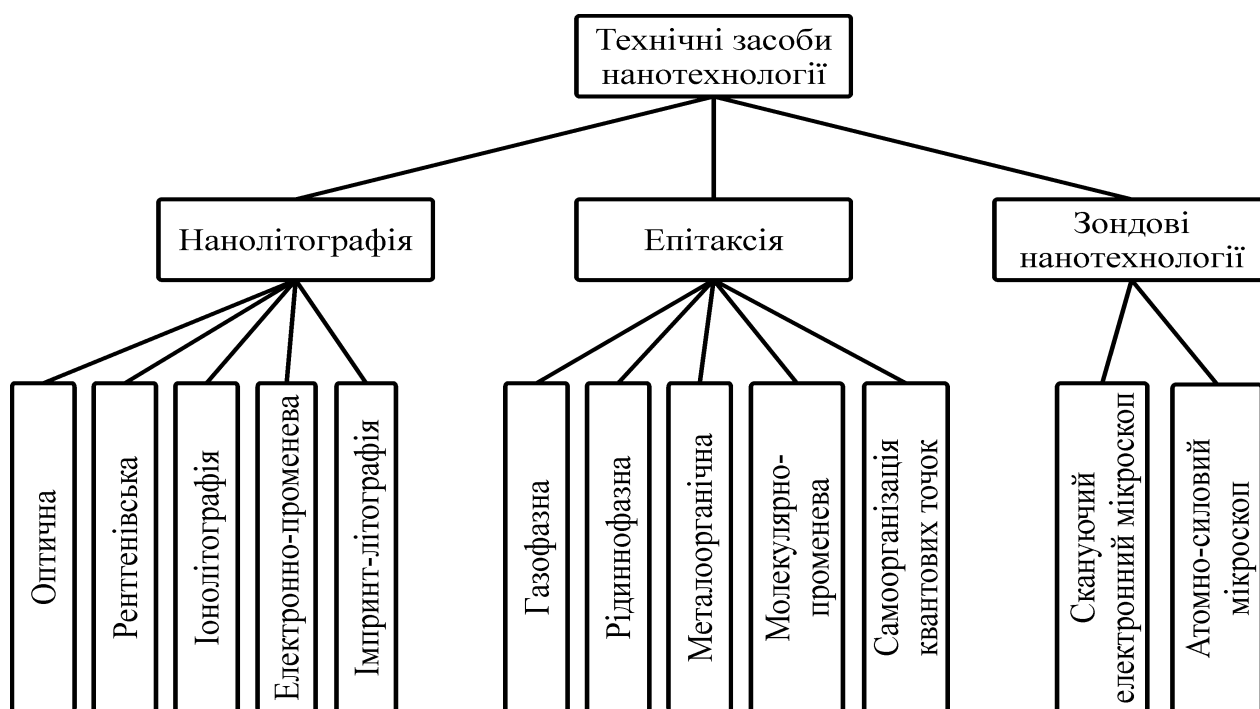 Технічні засоби
нанотехнології
Нанолітографія
Епітаксія
Зондові
нанотехнології
Оптична
Рентгенівська
Іонолітографія
Електронно-променева
Імпринт-літографія
Газофазна
Рідиннофазна
Металоорганічна
Молекулярно-
променева
Самоорганізація
квантових точок
Скануючий
електронний мікроскоп
Атомно-силовий
мікроскоп